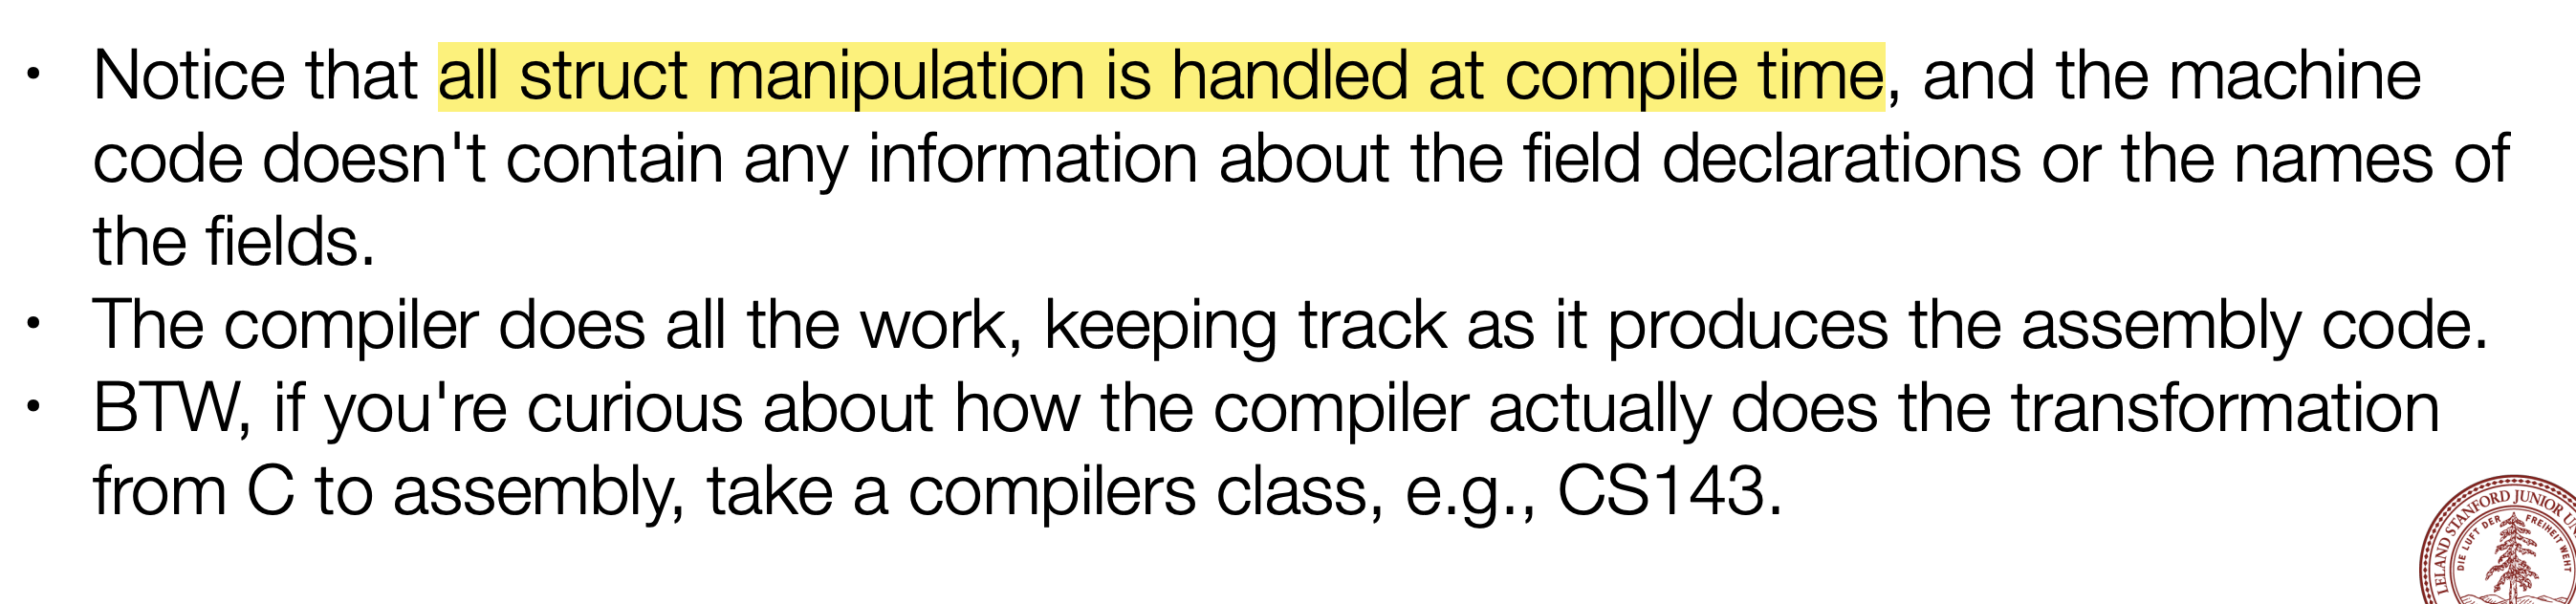 • Notice that all struct manipulation is handled at compile time, and the machine
code doesn't contain any information about the field declarations or the names of
the fields.
• The compiler does all the work, keeping track as it produces the assembly code.
• BTW, if you're curious about how the compiler actually does the transformation
from C to assembly, take a compilers class, e.g., CS143.
LELAND STANFORD JUNIOR
DIE LUFT DER FREIHEIT WEHT